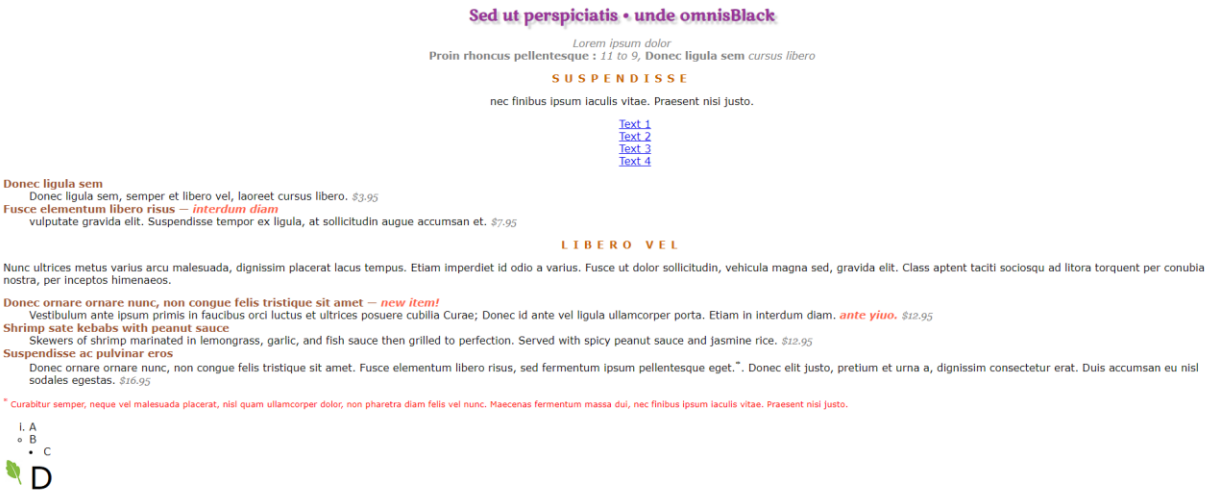 Sed ut perspiciatis • unde omnisBlack
Lorem ipsum dolor
Proin rhoncus pellentesque : 11 to 9, Donec ligula sem cursus libero
SUSPENDISSE
nec finibus ipsum iaculis vitae. Praesent nisi justo.
Text 1
Text 2
Text 3
Text 4
Donec ligula sem
Donec ligula sem, semper et libero vel, laoreet cursus libero. $3.95
Fusce elementum libero risus — interdum diam
vulputate gravida elit. Suspendisse tempor ex ligula, at sollicitudin augue accumsan et. $7.95
LIBERO VEL
Nunc ultrices metus varius arcu malesuada, dignissim placerat lacus tempus. Etiam imperdiet id odio a varius. Fusce ut dolor sollicitudin, vehicula magna sed, gravida elit. Class aptent taciti sociosqu ad litora torquent per conubia
nostra, per inceptos himenaeos.
Donec ornare ornare nunc, non congue felis tristique sit amet — new item!
Vestibulum ante ipsum primis in faucibus orci luctus et ultrices posuere cubilia Curae; Donec id ante vel ligula ullamcorper porta. Etiam in interdum diam. ante yiuo. $12.95
Shrimp sate kebabs with peanut sauce
Skewers of shrimp marinated in lemongrass, garlic, and fish sauce then grilled to perfection. Served with spicy peanut sauce and jasmine rice. $12.95
Suspendisse ac pulvinar eros
Donec ornare ornare nunc, non congue felis tristique sit amet. Fusce elementum libero risus, sed fermentum ipsum pellentesque eget.*. Donec elit justo, pretium et urna a, dignissim consectetur erat. Duis accumsan eu nisl
sodales egestas. $16.95
* Curabitur semper, neque vel malesuada placerat, nisl quam ullamcorper dolor, non pharetra diam felis vel nunc. Maecenas fermentum massa dui, nec finibus ipsum iaculis vitae. Praesent nisi justo.
i. A
◦ B
• C
D